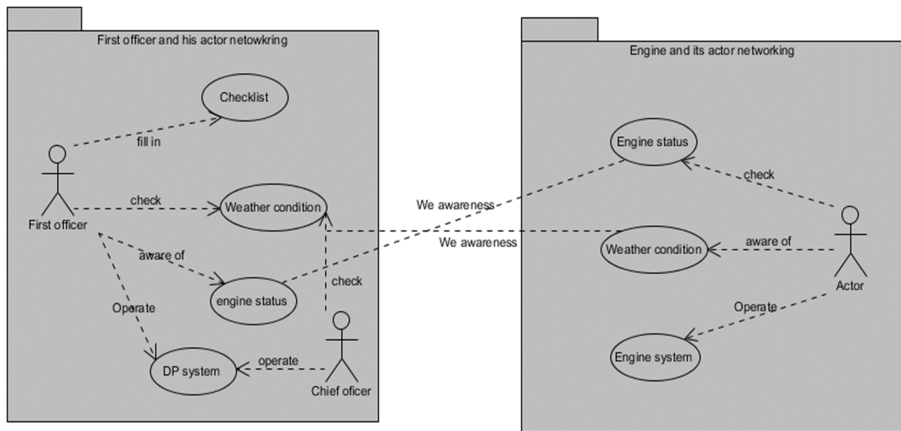 First officer and his actor netowkring
Checklist
fill in
First officer
check
Weather condition
aware of
engine status
check
Operate
DP system
operate
Chief oficer
We awareness
We awareness
Engine and its actor networking
Engine status
check
Weather condition
aware of
Actor
Operate
Engine system